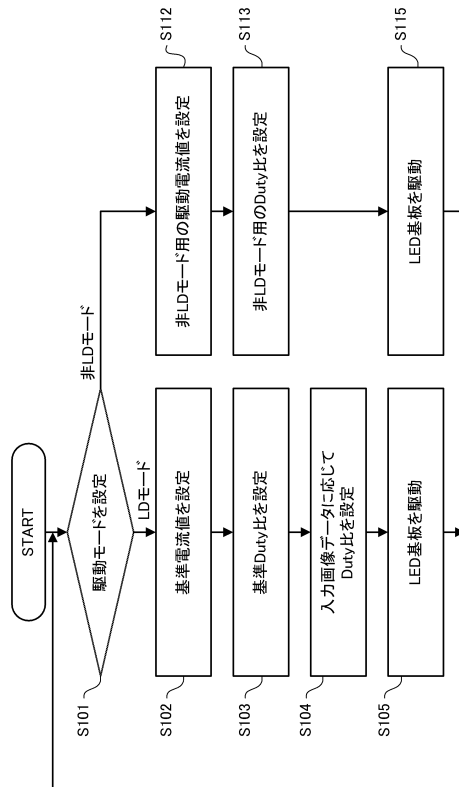 START
駆動モードを設定
S101
非LDモード
LDモード
基準電流値を設定
S102
非LDモード用の駆動電流値を設定
S112
基準Duty比を設定
S103
非LDモード用のDuty比を設定
S113
入力画像データに応じて
Duty比を設定
S104
LED基板を駆動
S105
LED基板を駆動
S115